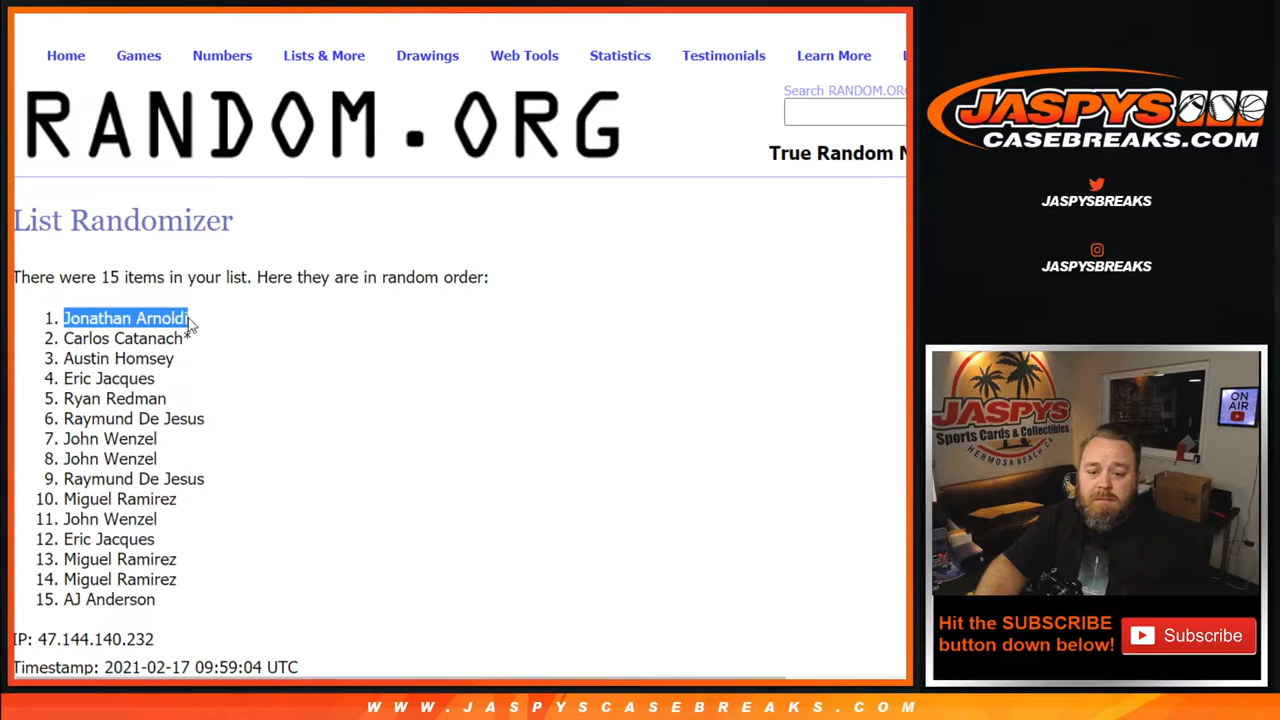 Home Games Numbers Lists & More Drawings Web Tools Statistics Testimonials Learn More
RANDOM.ORG
Search RANDOM.ORG
True Random
List Randomizer
There were 15 items in your list. Here they are in random order:
1. Jonathan Arnoldi
2. Carlos Catanach*
3. Austin Homsey
4. Eric Jacques
5. Ryan Redman
6. Raymund De Jesus
7. John Wenzel
8. John Wenzel
9. Raymund De Jesus
10. Miguel Ramirez
11. John Wenzel
12. Eric Jacques
13. Miguel Ramirez
14. Miguel Ramirez
15. AJ Anderson
IP: 47.144.140.232
Timestamp: 2021-02-17 09:59:04 UTC
JASPYS
CASEBREAKS.COM
JASPYSBREAKS
JASPYSBREAKS
JASPYS
Sports Cards & Collectibles
HERMOSA BEACH, CA
ON
AIR
Hit the SUBSCRIBE
button down below!
Subscribe
WWW.JASPYSCASEBREAKS.COM